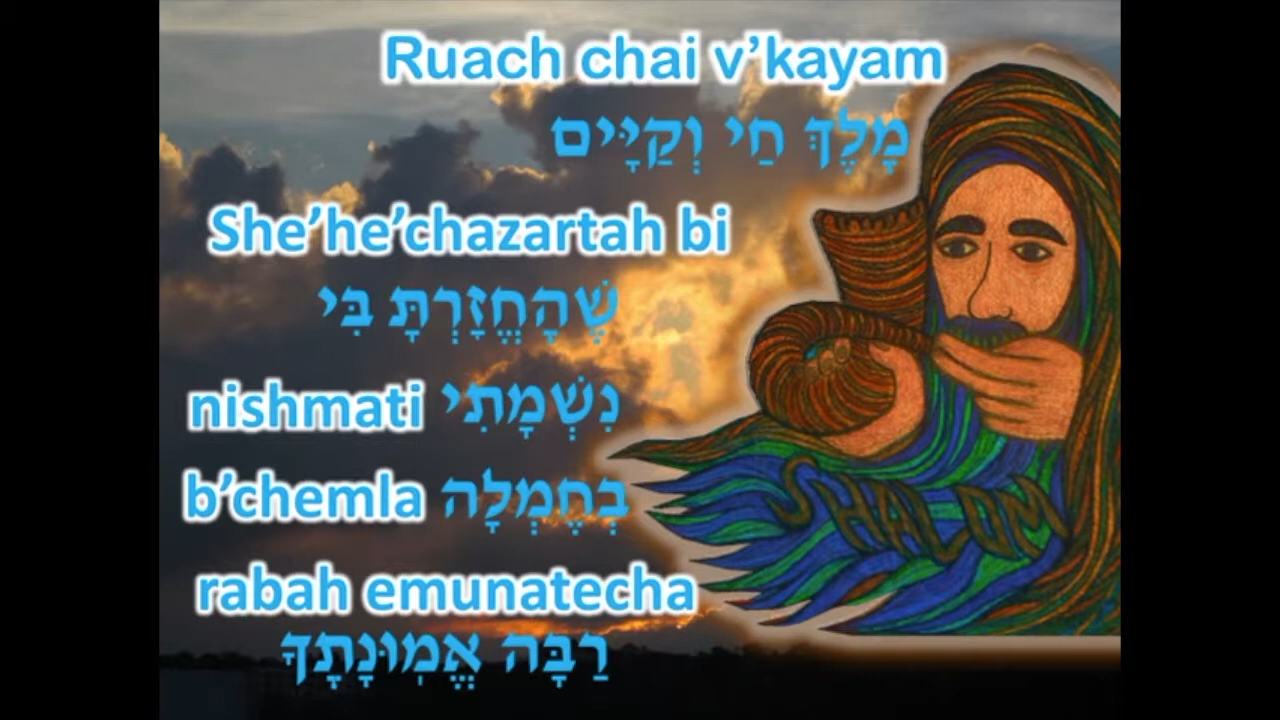 Ruach chai v’kayam
מָלֶךְ חַי וְקַיָּים
She’he’chazartah bi
שֶׁהֶחֱזַרְתָּ בִּי
nishmati נִשְׁמָתִי
b’chemla בְּחֶמְלָה
rabah emunatecha
רַבָּה אֱמוּנָתֶךָ
SHALOM